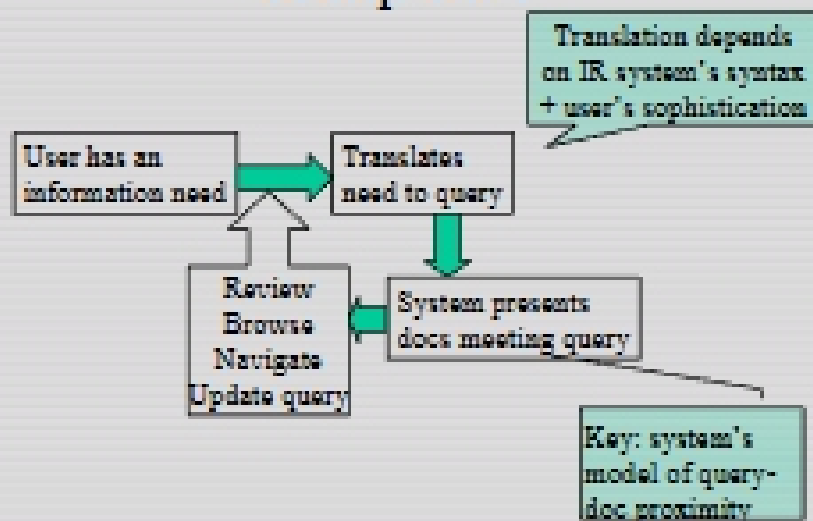 Translation depends
on IR system's syntax
+ user's sophistication
User has an
information need
Translates
need to query
System presents
docs meeting query
Review
Browse
Navigate
Update query
Key: system's
model of query-
doc proximity